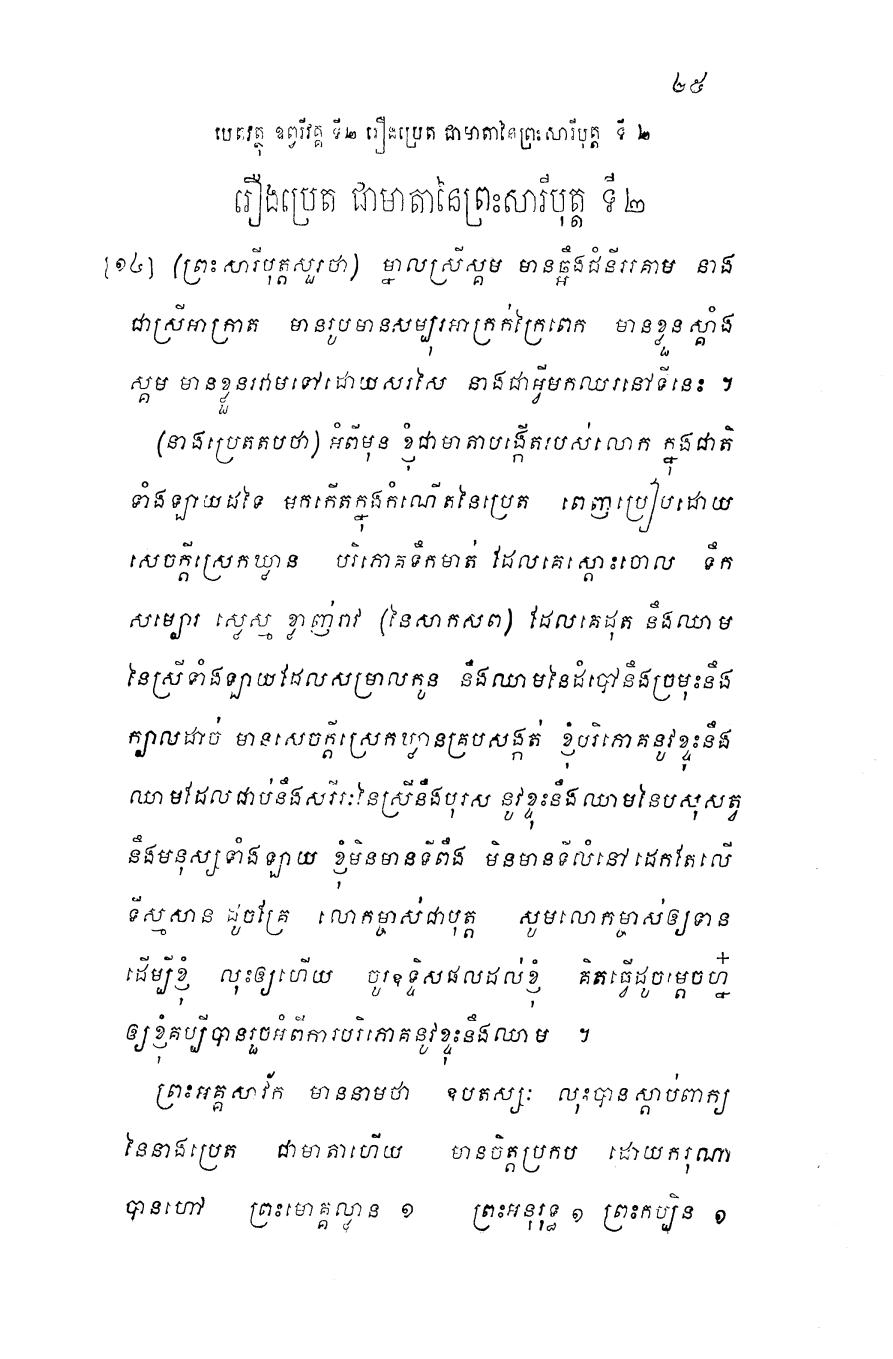 ២៥
បេតវត្ថុ ឧព្វរីវគ្គ ទី២ រឿងប្រេត ជាមាតានៃព្រះសារីបុត្ត ទី ២
រឿងប្រេត ជាមាតានៃព្រះសារីបុត្ត ទី២
[១៤] (ព្រះសារីបុត្តសួរថា) ម្នាលស្រីស្គម មានឆ្អឹងជំនីររគាម នាង
ជាស្រីអាក្រាត មានរូបមានសម្បុរអាក្រក់ក្រៃពេក មានខ្លួនស្គាំង
ស្គម មានខ្លួនរវាមទៅដោយសរសៃ នាងជាអ្វីមកឈរនៅទីនេះ ។
(នាងប្រេតតបថា) អំពីមុន ខ្ញុំជាមាតាបង្កើតរបស់លោក ក្នុងជាតិ
ទាំងឡាយដទៃ មកកើតក្នុងកំណើតនៃប្រេត ពេញប្រៀបដោយ
សេចក្តីស្រេកឃ្លាន បរិភោគទឹកមាត់ ដែលគេស្តោះចោល ទឹក
សម្បោរ ស្លេស្ម ខ្លាញ់រាវ (នៃសាកសព) ដែលគេដុត នឹងឈាម
នៃស្រីទាំងឡាយដែលសម្រាលកូន នឹងឈាមនៃដំបៅនឹងច្រមុះនឹង
ក្បាលដាច់ មានសេចក្តីស្រេកឃ្លានគ្របសង្កត់ ខ្ញុំបរិភោគនូវខ្ទុះនឹង
ឈាមដែលជាប់នឹងសរីរៈនៃស្រីនឹងបុរស នូវខ្ទុះនឹងឈាមនៃបសុសត្វ
នឹងមនុស្សទាំងឡាយ ខ្ញុំមិនមានទីពឹង មិនមានទីលំនៅ ដេកតែលើ
ទីស្មសាន ដូចគ្រែ លោកម្ចាស់ជាបុត្ត សូមលោកម្ចាស់ឲ្យទាន
ដើម្បីខ្ញុំ លុះឲ្យហើយ ចូរឧទ្ទិសផលដល់ខ្ញុំ គិតធ្វើដូចម្តេចហ្ន៎
ឲ្យខ្ញុំគប្បីបានរួចអំពីការបរិភោគនូវខ្ទុះនឹងឈាម ។
ព្រះអគ្គសាវ័ក មាននាមថា ឧបតស្សៈ លុះបានស្តាប់ពាក្យ
នៃនាងប្រេត ជាមាតាហើយ មានចិត្តប្រកប ដោយករុណា
បានហៅ ព្រះមោគ្គល្លាន ១ ព្រះអនុរុទ្ធ ១ ព្រះកប្បិន ១